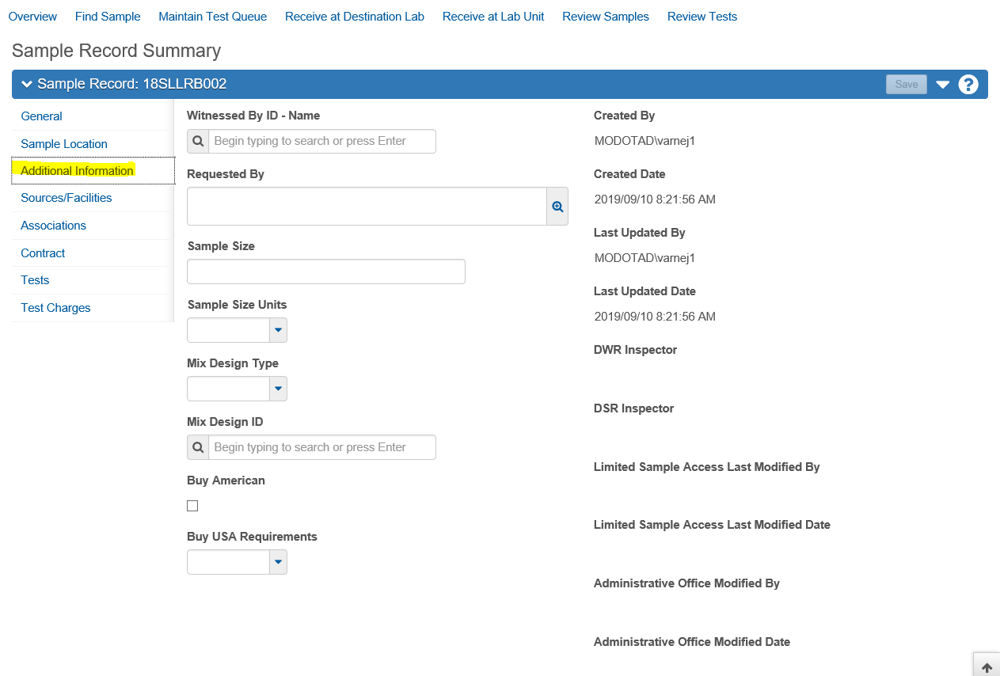 Overview Find Sample Maintain Test Queue Receive at Destination Lab Receive at Lab Unit Review Samples Review Tests
Sample Record Summary
Sample Record: 18SLLRB002
Save
?
General
Sample Location
Additional Information
Sources/Facilities
Associations
Contract
Tests
Test Charges
Witnessed By ID - Name
Begin typing to search or press Enter
Requested By
Sample Size
Sample Size Units
Mix Design Type
Mix Design ID
Begin typing to search or press Enter
Buy American
Buy USA Requirements
Created By
MODOTAD\varnej1
Created Date
2019/09/10 8:21:56 AM
Last Updated By
MODOTAD\varnej1
Last Updated Date
2019/09/10 8:21:56 AM
DWR Inspector
DSR Inspector
Limited Sample Access Last Modified By
Limited Sample Access Last Modified Date
Administrative Office Modified By
Administrative Office Modified Date